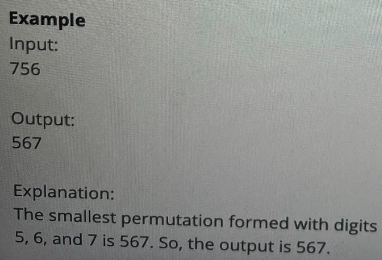 Example
Input:
756
Output:
567
Explanation:
The smallest permutation formed with digits
5, 6, and 7 is 567. So, the output is 567.